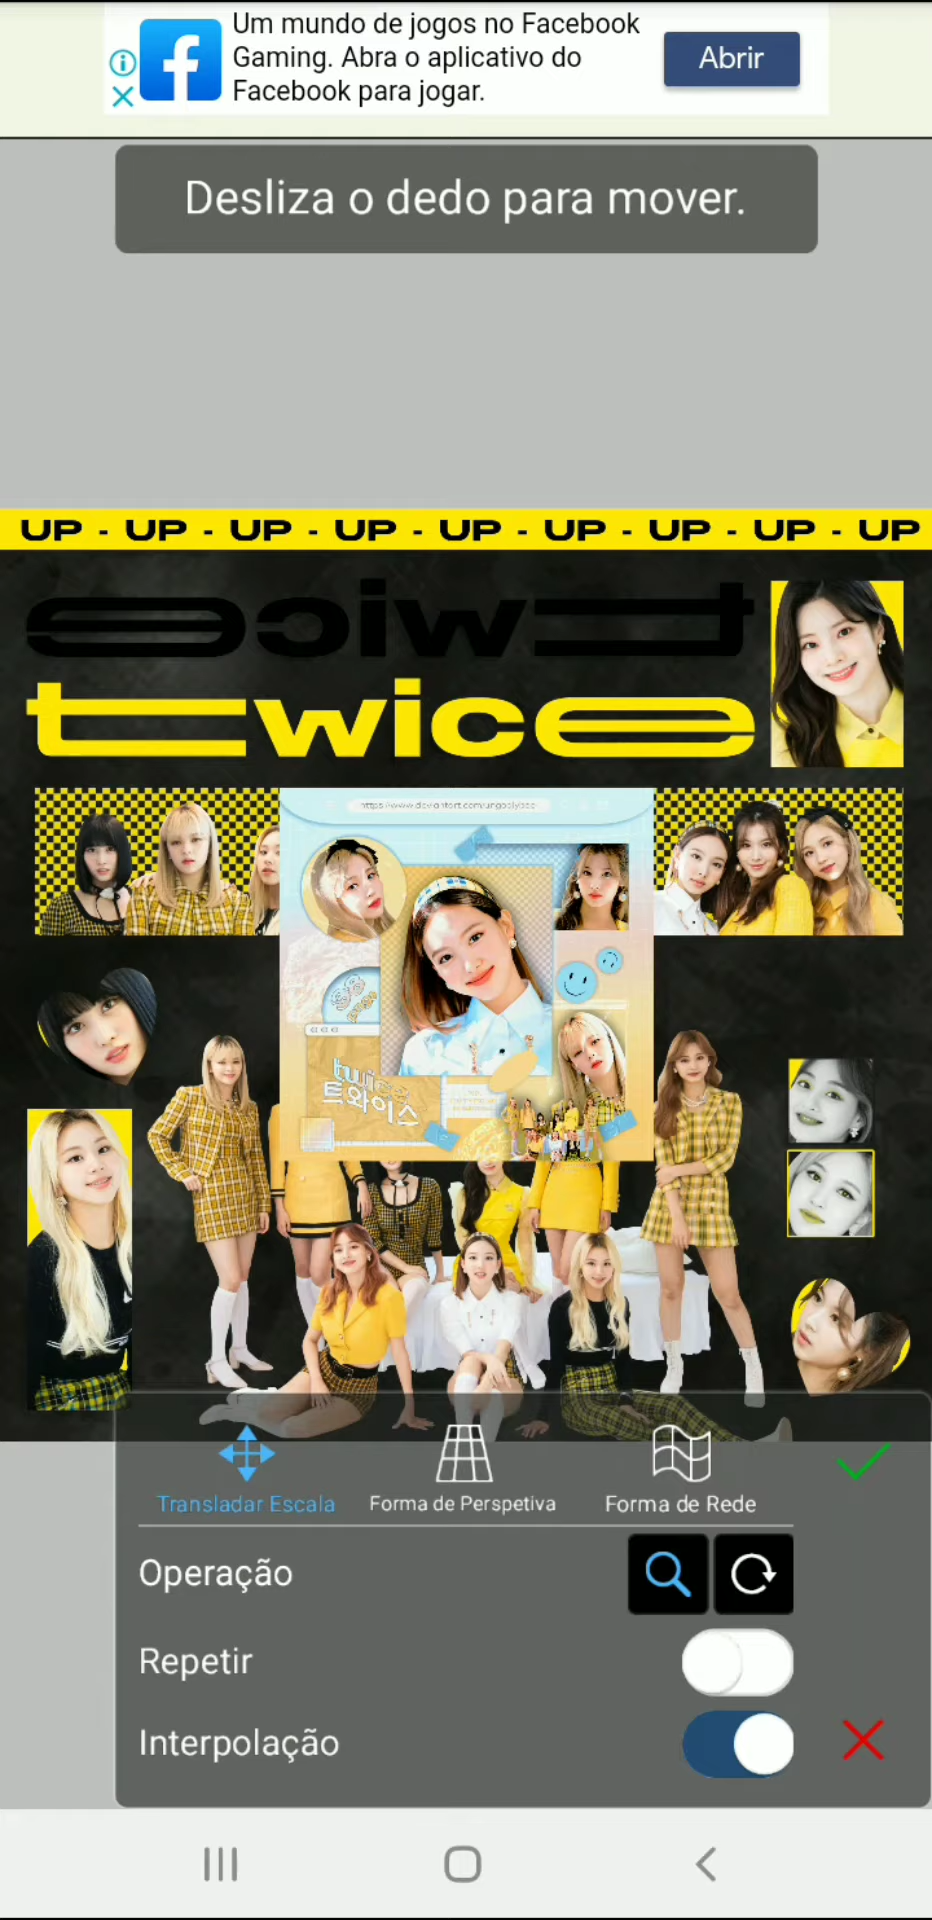 Um mundo de jogos no Facebook
Gaming. Abra o aplicativo do
Facebook para jogar.
Abrir
Desliza o dedo para mover.
UP - UP - UP - UP - UP - UP - UP - UP - UP
twice
twice
twice
트와이스
Transladar Escala
Forma de Perspetiva
Forma de Rede
Operação
Repetir
Interpolação